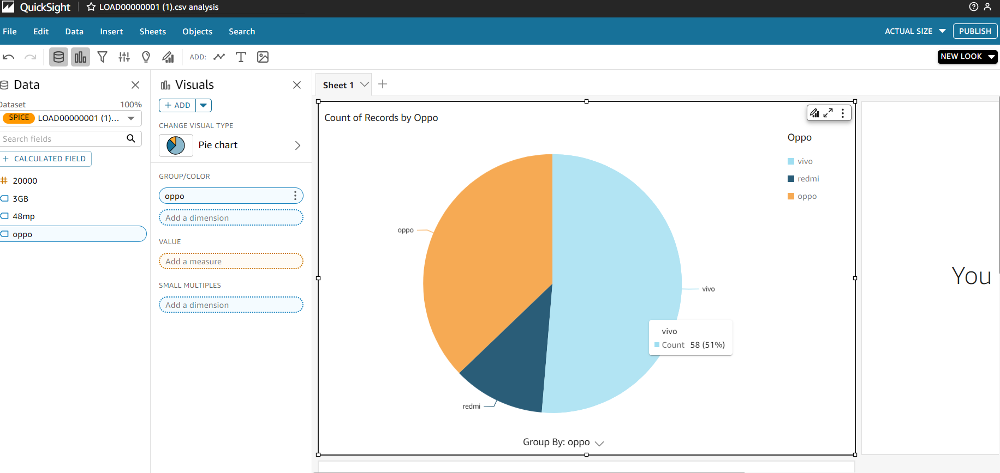 QuickSight
LOAD00000001 (1).csv analysis
File Edit Data Insert Sheets Objects Search
ACTUAL SIZE
PUBLISH
ADD:
NEW LOOK
Data
Dataset 100%
SPICE LOAD00000001 (1)...
Search fields
+ CALCULATED FIELD
# 20000
3GB
48mp
oppo
Visuals
+ ADD
CHANGE VISUAL TYPE
Pie chart
GROUP/COLOR
oppo
Add a dimension
VALUE
Add a measure
SMALL MULTIPLES
Add a dimension
Sheet 1
Count of Records by Oppo
Oppo
vivo
redmi
oppo
oppo
vivo
vivo
Count 58 (51%)
redmi
Group By: oppo
You